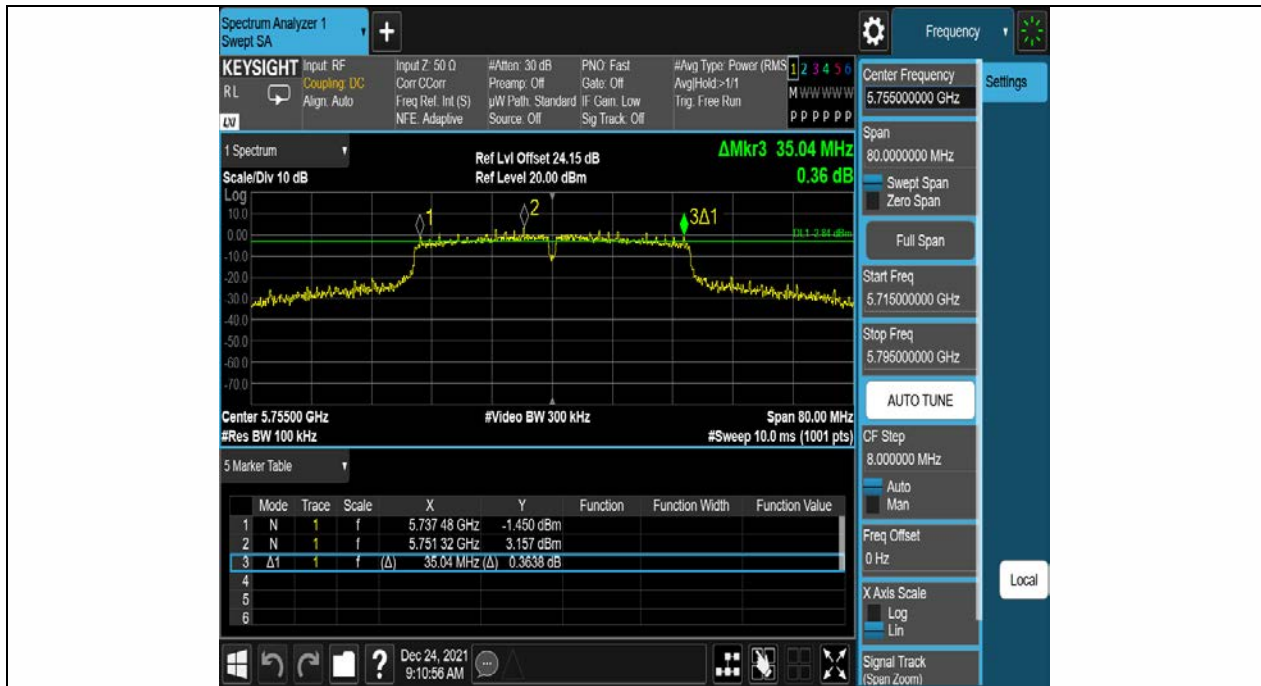 Spectrum Analyzer 1
Swept SA
+
Frequency
KEYSIGHT
RL
LXI
Input: RF
Coupling: DC
Align: Auto
Input Z: 50 Ω
Corr CCorr
Freq Ref: Int (S)
NFE: Adaptive
#Atten: 30 dB
Preamp: Off
µW Path: Standard
Source: Off
PNO: Fast
Gate: Off
IF Gain: Low
Sig Track: Off
#Avg Type: Power (RMS
Avg|Hold:>1/1
Trig: Free Run
1 2 3 4 5 6
M W W W W W
P P P P P P
1 Spectrum
Scale/Div 10 dB
Ref Lvl Offset 24.15 dB
Ref Level 20.00 dBm
ΔMkr3 35.04 MHz
0.36 dB
Log
10.0
0.00
-10.0
-20.0
-30.0
-40.0
-50.0
-60.0
-70.0
1
2
3Δ1
DL1 -2.84 dBm
Center 5.75500 GHz
#Video BW 300 kHz
Span 80.00 MHz
#Res BW 100 kHz
#Sweep 10.0 ms (1001 pts)
5 Marker Table
Mode Trace Scale X Y Function Function Width Function Value
1 N 1 f 5.737 48 GHz -1.450 dBm
2 N 1 f 5.751 32 GHz 3.157 dBm
3 Δ1 1 f (Δ) 35.04 MHz (Δ) 0.3638 dB
4
5
6
?
Dec 24, 2021
9:10:56 AM
Center Frequency
5.755000000 GHz
Span
80.0000000 MHz
Swept Span
Zero Span
Full Span
Start Freq
5.715000000 GHz
Stop Freq
5.795000000 GHz
AUTO TUNE
CF Step
8.000000 MHz
Auto
Man
Freq Offset
0 Hz
X Axis Scale
Log
Lin
Signal Track
(Span Zoom)
Settings
Local